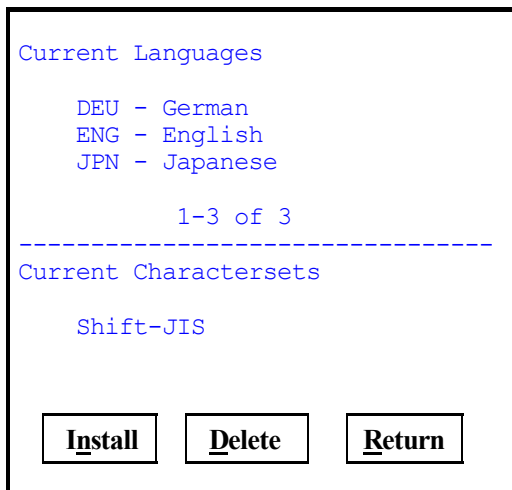 Current Languages
DEU - German
ENG - English
JPN - Japanese
1-3 of 3
---------------------------------
Current Charactersets
Shift-JIS
Install Delete Return